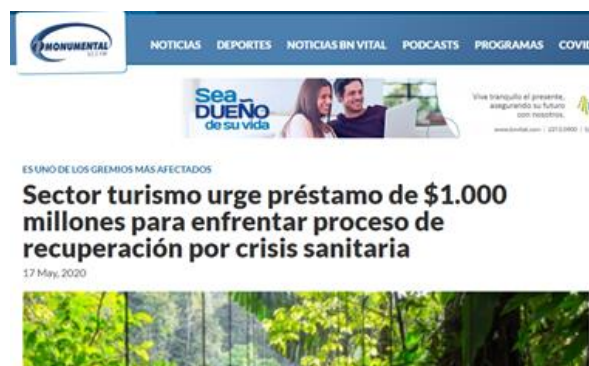 MONUMENTAL
NOTICIAS DEPORTES NOTICIAS BN VITAL PODCASTS PROGRAMAS COVID
Sea
DUEÑO
de su vida
Viva tranquilo el presente,
asegurando su futuro
con nosotros.
ES UNO DE LOS GREMIOS MÁS AFECTADOS
Sector turismo urge préstamo de $1.000
millones para enfrentar proceso de
recuperación por crisis sanitaria
17 May, 2020